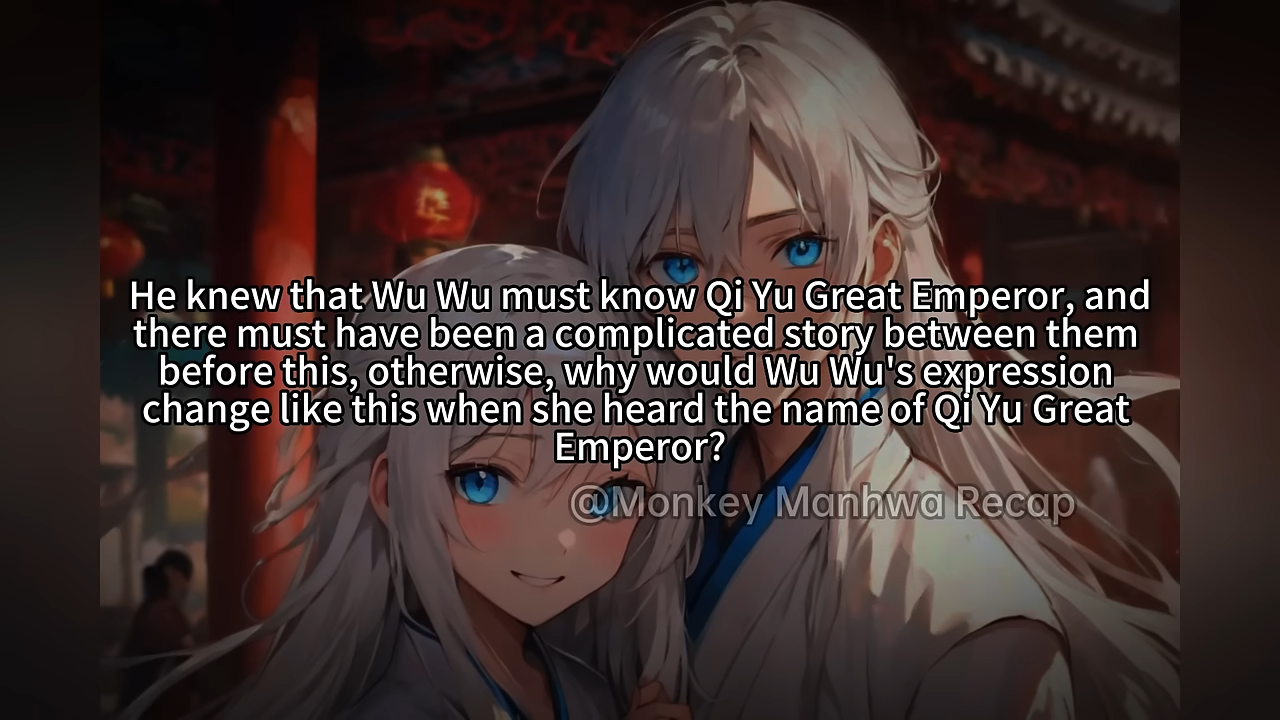 He knew that Wu Wu must know Qi Yu Great Emperor, and
there must have been a complicated story between them
before this, otherwise, why would Wu Wu's expression
change like this when she heard the name of Qi Yu Great
Emperor?
@Monkey Manhwa Recap